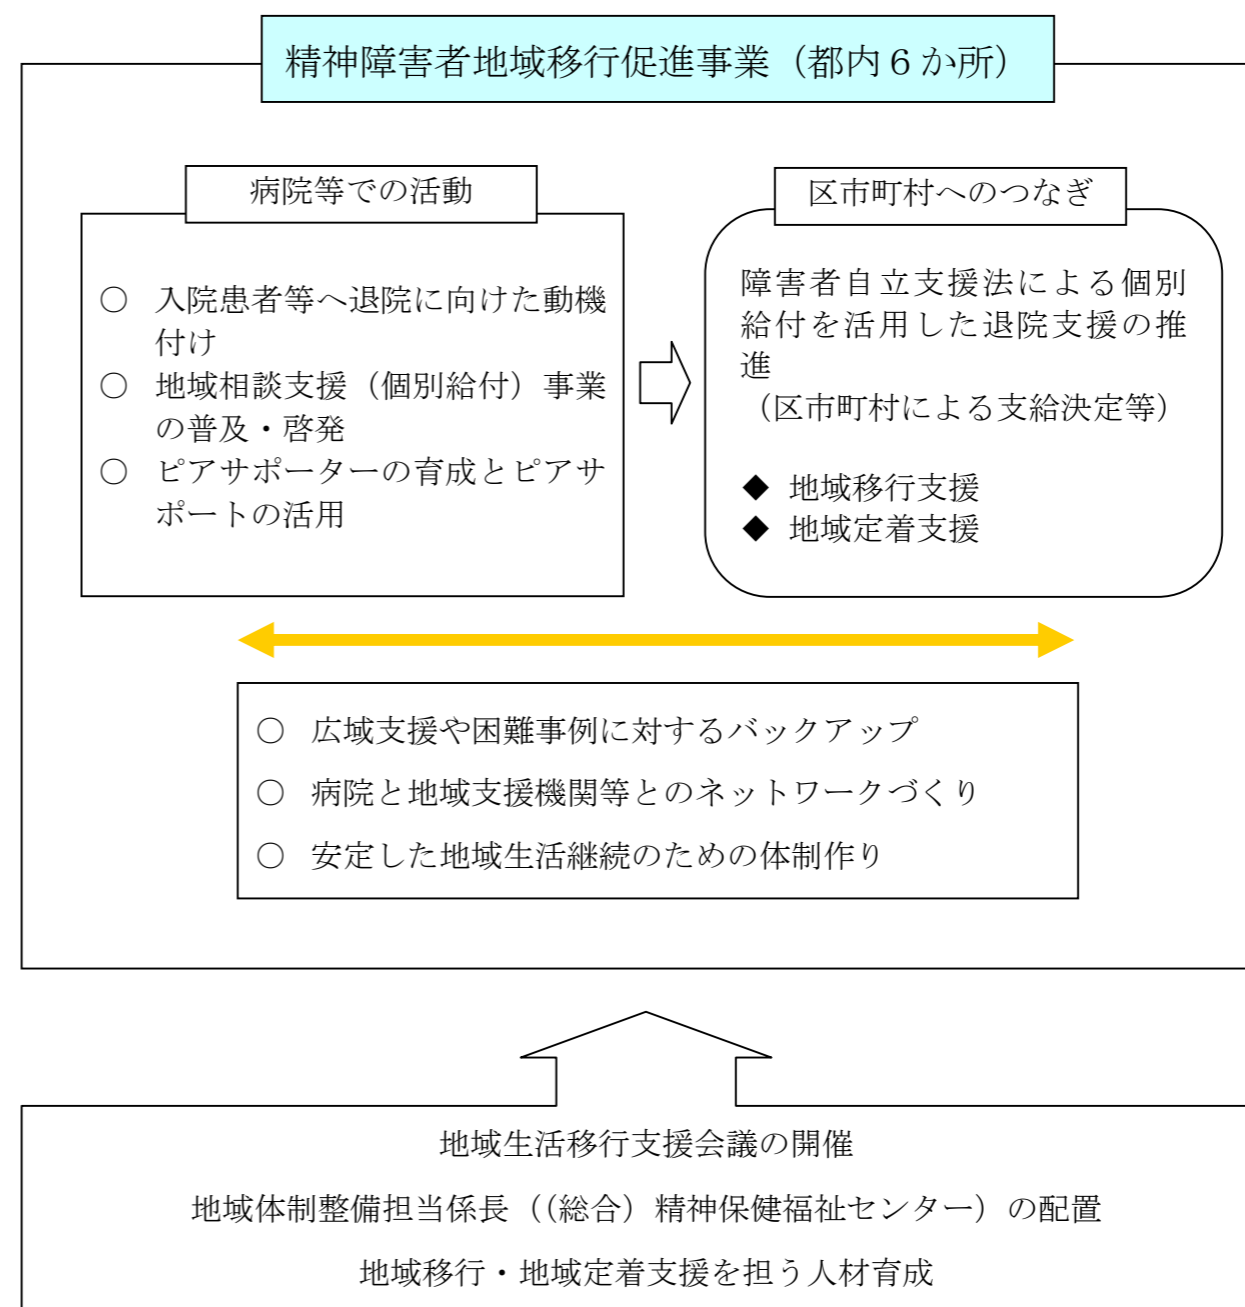 精神障害者地域移行促進事業（都内６か所）
病院等での活動
○ 入院患者等へ退院に向けた動機
付け
○ 地域相談支援（個別給付）事業
の普及・啓発
○ ピアサポーターの育成とピアサ
ポートの活用
区市町村へのつなぎ
障害者自立支援法による個別
給付を活用した退院支援の推
進
（区市町村による支給決定等）
◆ 地域移行支援
◆ 地域定着支援
○ 広域支援や困難事例に対するバックアップ
○ 病院と地域支援機関等とのネットワークづくり
○ 安定した地域生活継続のための体制作り
地域生活移行支援会議の開催
地域体制整備担当係長（（総合）精神保健福祉センター）の配置
地域移行・地域定着支援を担う人材育成